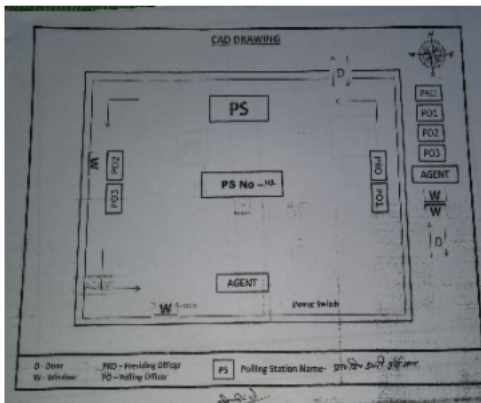 CAD DRAWING
D
PS
PRO
PO1
PO2
PO3
AGENT
W
W
D
W
PO2
PO3
PS No -
PRO
PO1
AGENT
W
Power Switch
D - Door
W - Window
PRO - Presiding Officer
PO - Polling Officer
PS
Polling Station Name-